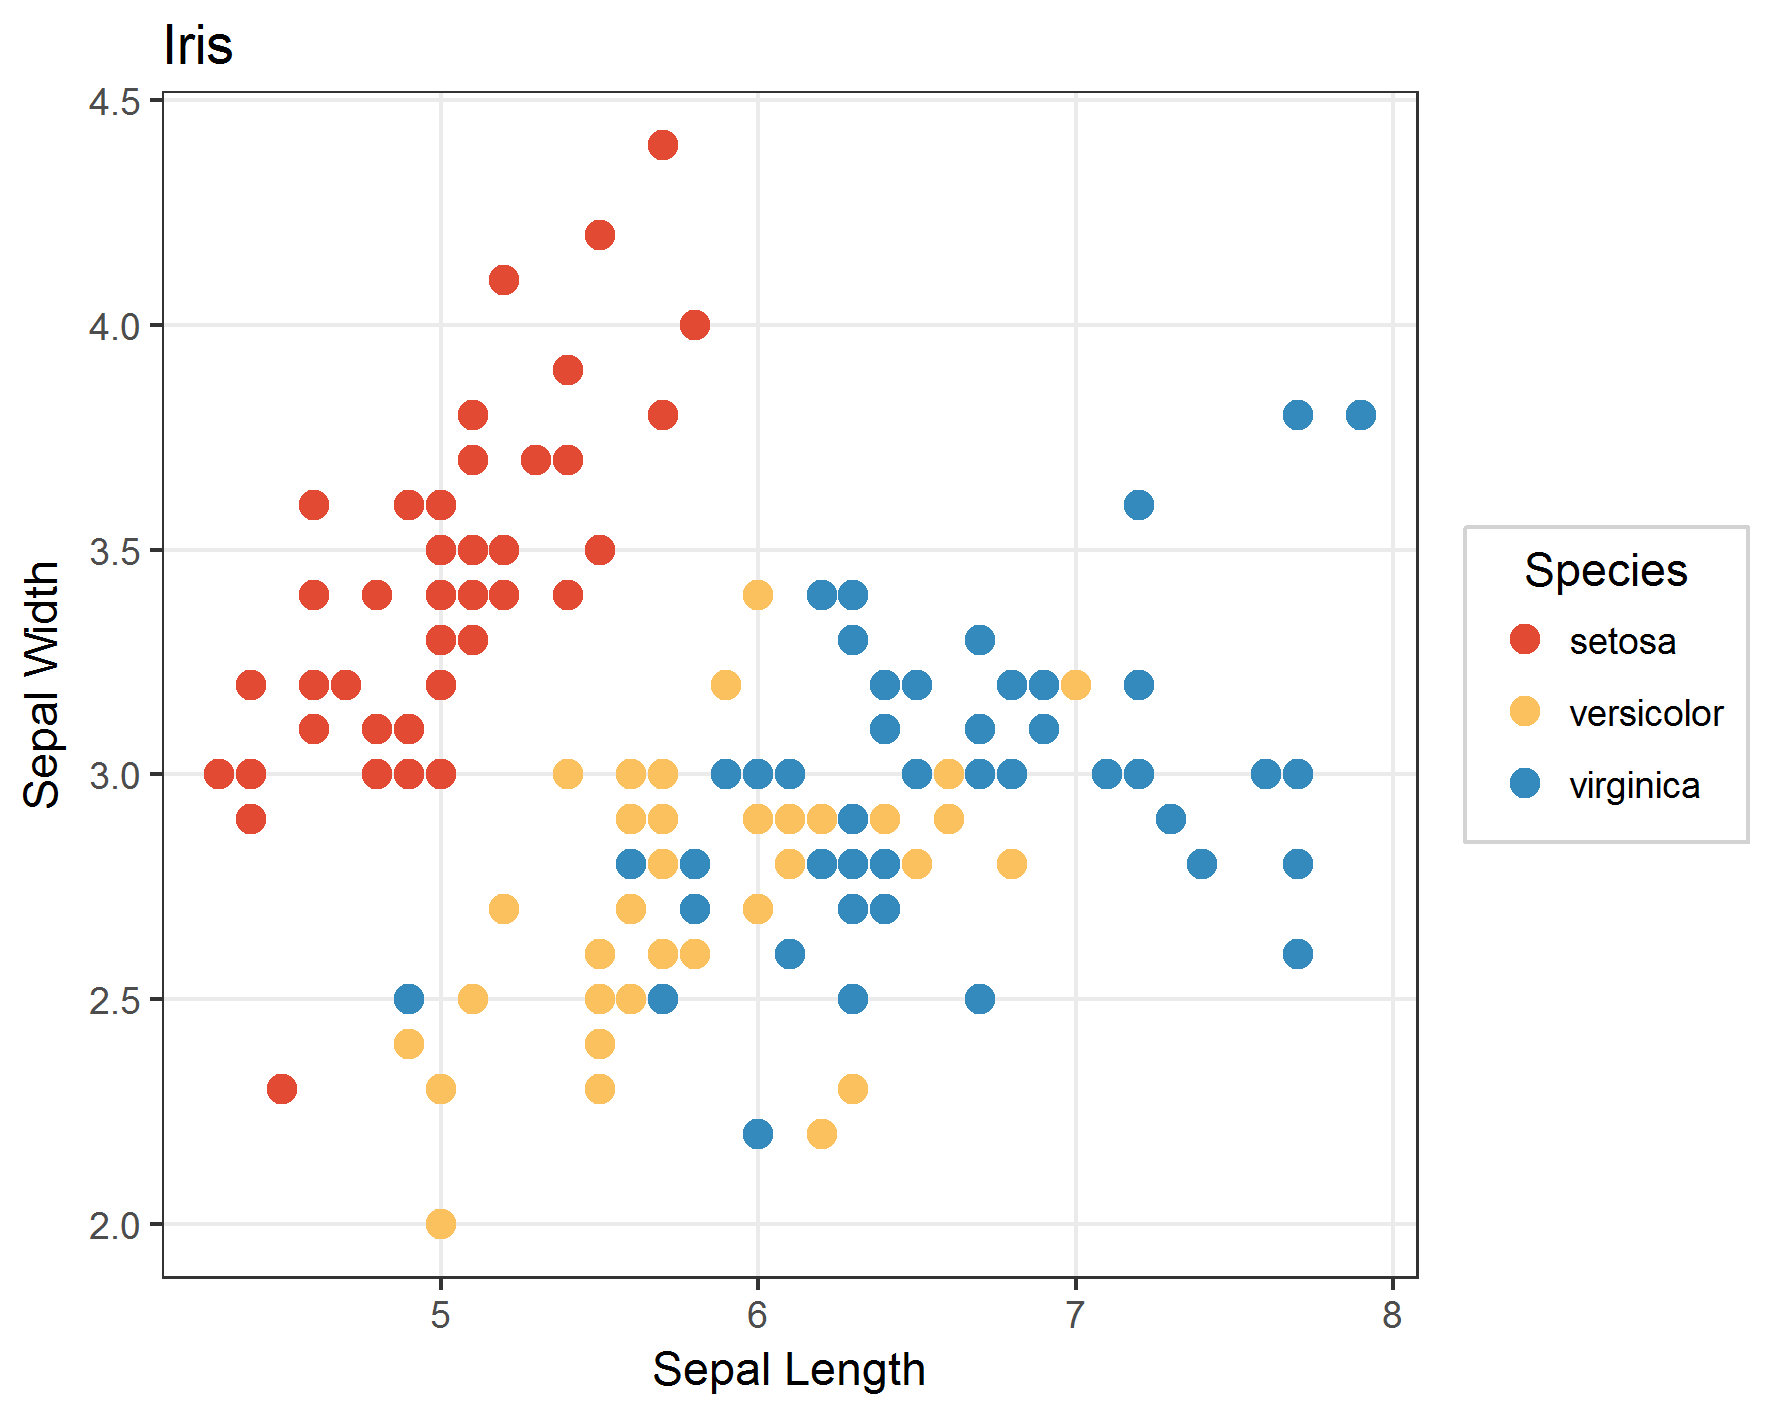 Iris
4.5
4.0
3.5
3.0
2.5
2.0
Sepal Width
5 6 7 8
Sepal Length
Species
setosa
versicolor
virginica